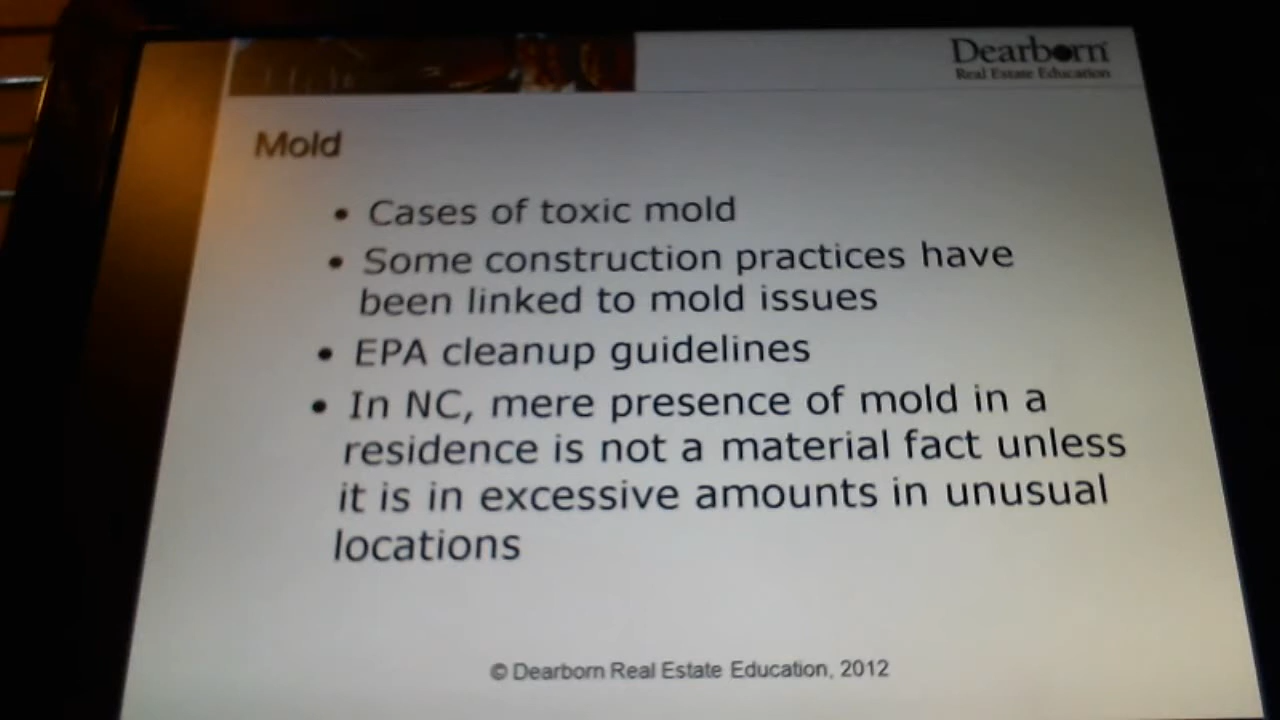 Dearborn
Real Estate Education
Mold
• Cases of toxic mold
• Some construction practices have
been linked to mold issues
• EPA cleanup guidelines
• In NC, mere presence of mold in a
residence is not a material fact unless
it is in excessive amounts in unusual
locations
© Dearborn Real Estate Education, 2012